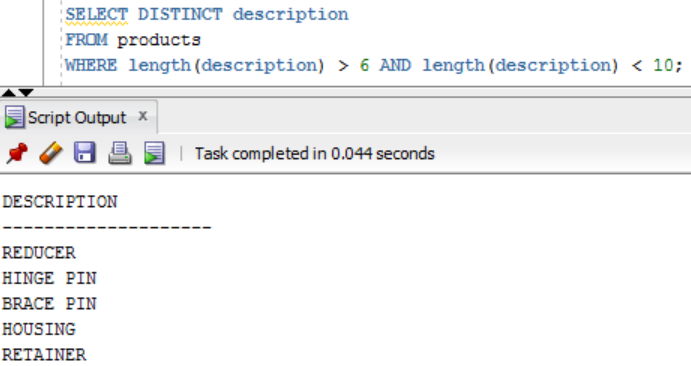 SELECT DISTINCT description
FROM products
WHERE length(description) > 6 AND length(description) < 10;
Script Output x
Task completed in 0.044 seconds
DESCRIPTION
--------------------
REDUCER
HINGE PIN
BRACE PIN
HOUSING
RETAINER